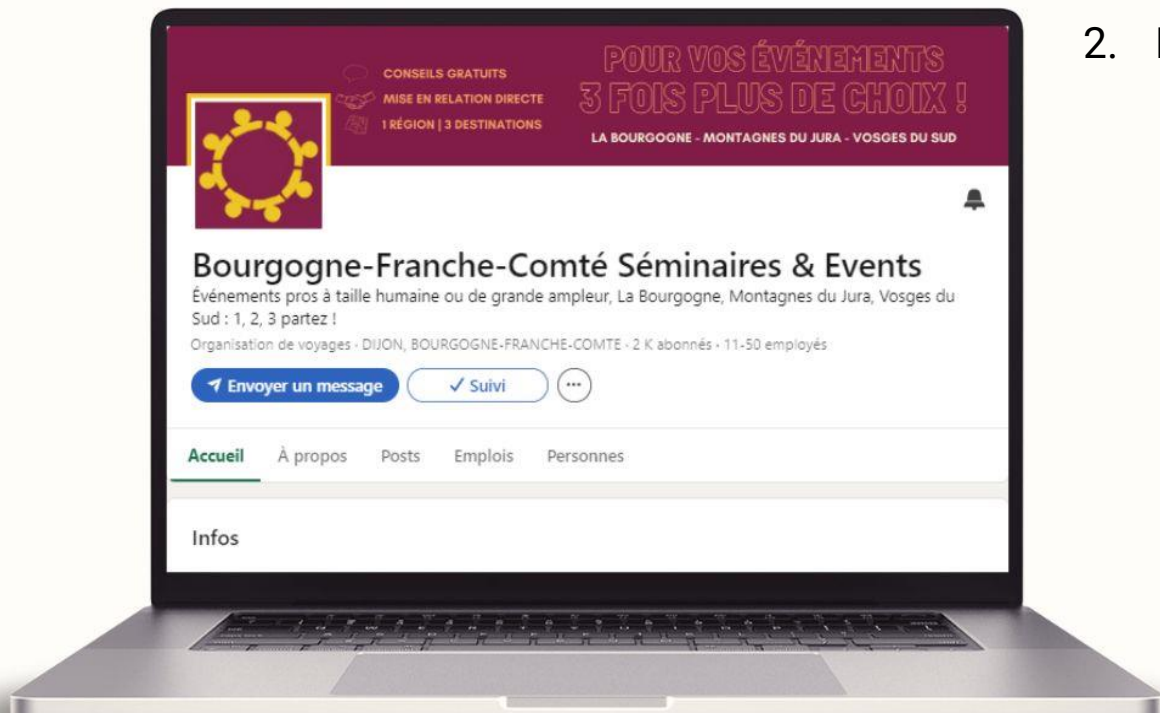 CONSEILS GRATUITS
MISE EN RELATION DIRECTE
1 RÉGION | 3 DESTINATIONS
POUR VOS ÉVÉNEMENTS
3 FOIS PLUS DE CHOIX !
LA BOURGOGNE - MONTAGNES DU JURA - VOSGES DU SUD
Bourgogne-Franche-Comté Séminaires & Events
Événements pros à taille humaine ou de grande ampleur, La Bourgogne, Montagnes du Jura, Vosges du
Sud : 1, 2, 3 partez !
Organisation de voyages · DIJON, BOURGOGNE-FRANCHE-COMTE · 2 K abonnés · 11-50 employés
Envoyer un message
Suivi
Accueil À propos Posts Emplois Personnes
Infos
2.